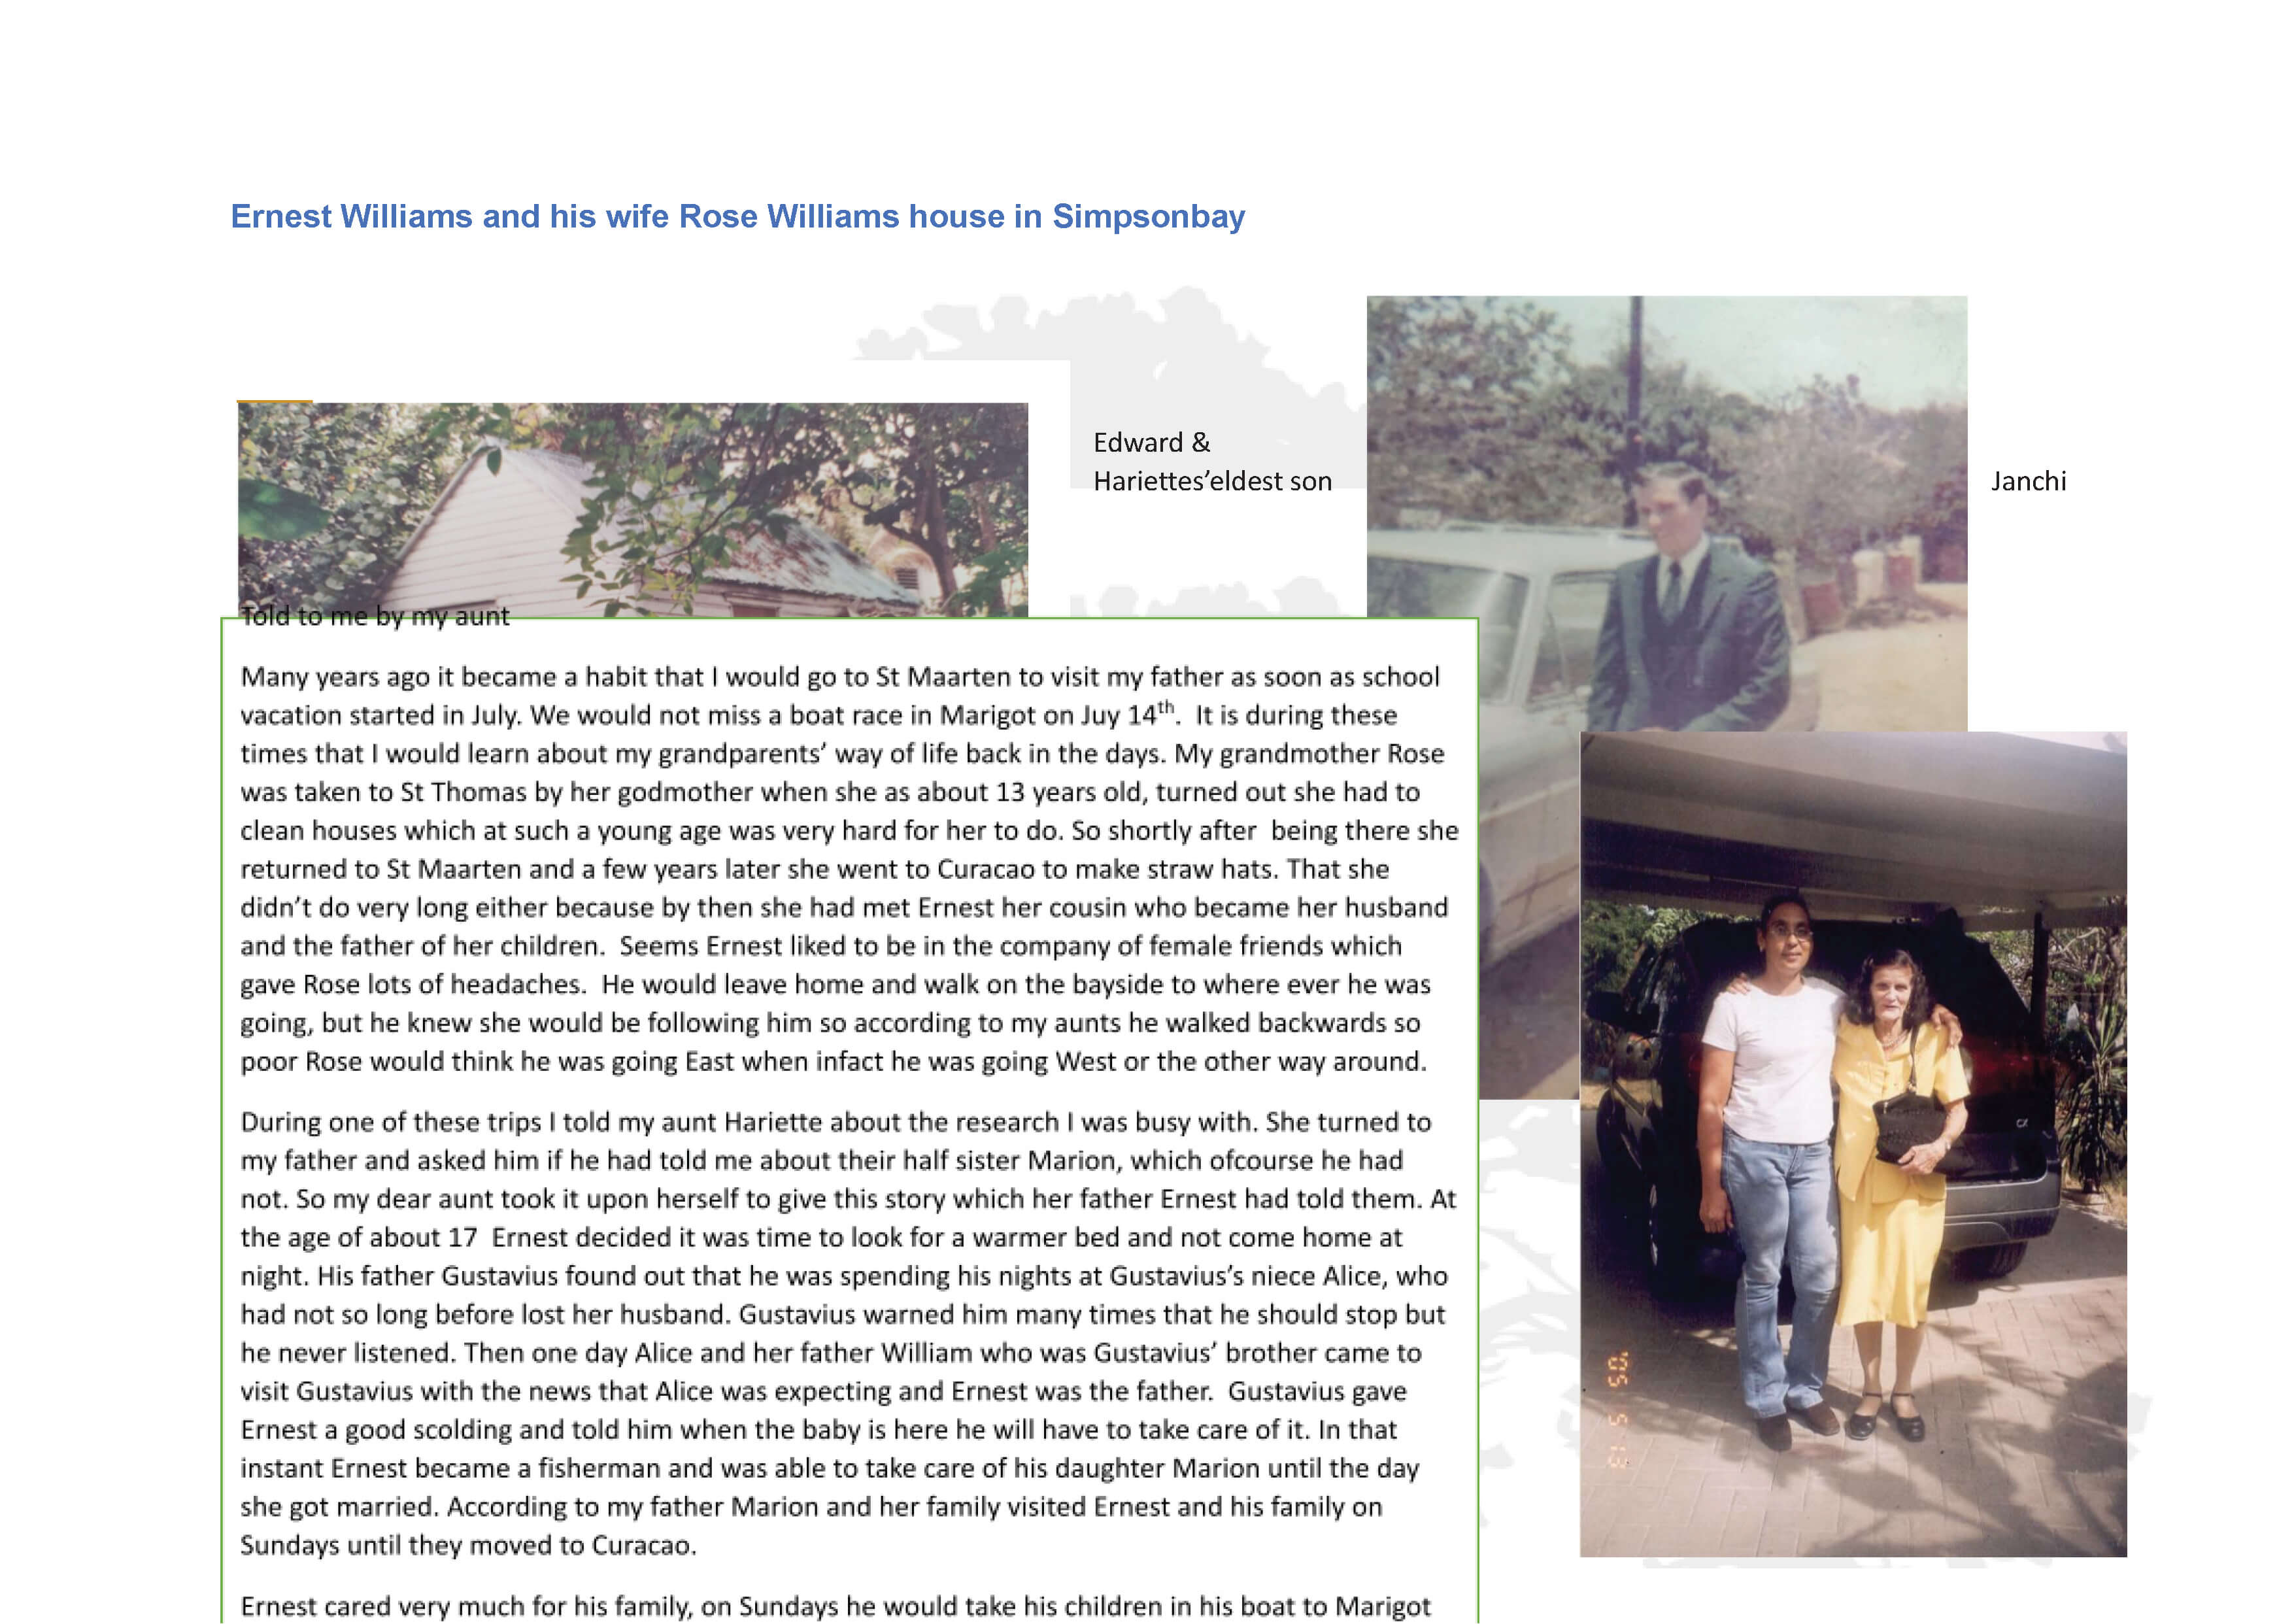 Ernest Williams and his wife Rose Williams house in Simpsonbay
Edward &
Hariettes’eldest son
Janchi
Told to me by my aunt
Many years ago it became a habit that I would go to St Maarten to visit my father as soon as school
vacation started in July. We would not miss a boat race in Marigot on Juy 14th. It is during these
times that I would learn about my grandparents’ way of life back in the days. My grandmother Rose
was taken to St Thomas by her godmother when she as about 13 years old, turned out she had to
clean houses which at such a young age was very hard for her to do. So shortly after being there she
returned to St Maarten and a few years later she went to Curacao to make straw hats. That she
didn’t do very long either because by then she had met Ernest her cousin who became her husband
and the father of her children. Seems Ernest liked to be in the company of female friends which
gave Rose lots of headaches. He would leave home and walk on the bayside to where ever he was
going, but he knew she would be following him so according to my aunts he walked backwards so
poor Rose would think he was going East when infact he was going West or the other way around.
During one of these trips I told my aunt Hariette about the research I was busy with. She turned to
my father and asked him if he had told me about their half sister Marion, which ofcourse he had
not. So my dear aunt took it upon herself to give this story which her father Ernest had told them. At
the age of about 17 Ernest decided it was time to look for a warmer bed and not come home at
night. His father Gustavius found out that he was spending his nights at Gustavius’s niece Alice, who
had not so long before lost her husband. Gustavius warned him many times that he should stop but
he never listened. Then one day Alice and her father William who was Gustavius’ brother came to
visit Gustavius with the news that Alice was expecting and Ernest was the father. Gustavius gave
Ernest a good scolding and told him when the baby is here he will have to take care of it. In that
instant Ernest became a fisherman and was able to take care of his daughter Marion until the day
she got married. According to my father Marion and her family visited Ernest and his family on
Sundays until they moved to Curacao.
Ernest cared very much for his family, on Sundays he would take his children in his boat to Marigot